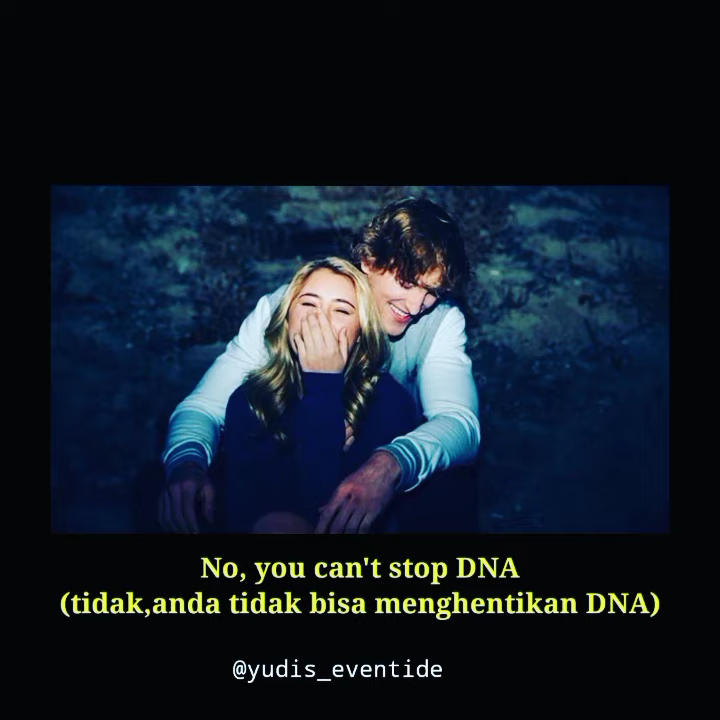 No, you can't stop DNA
(tidak,anda tidak bisa menghentikan DNA)
@yudis_eventide